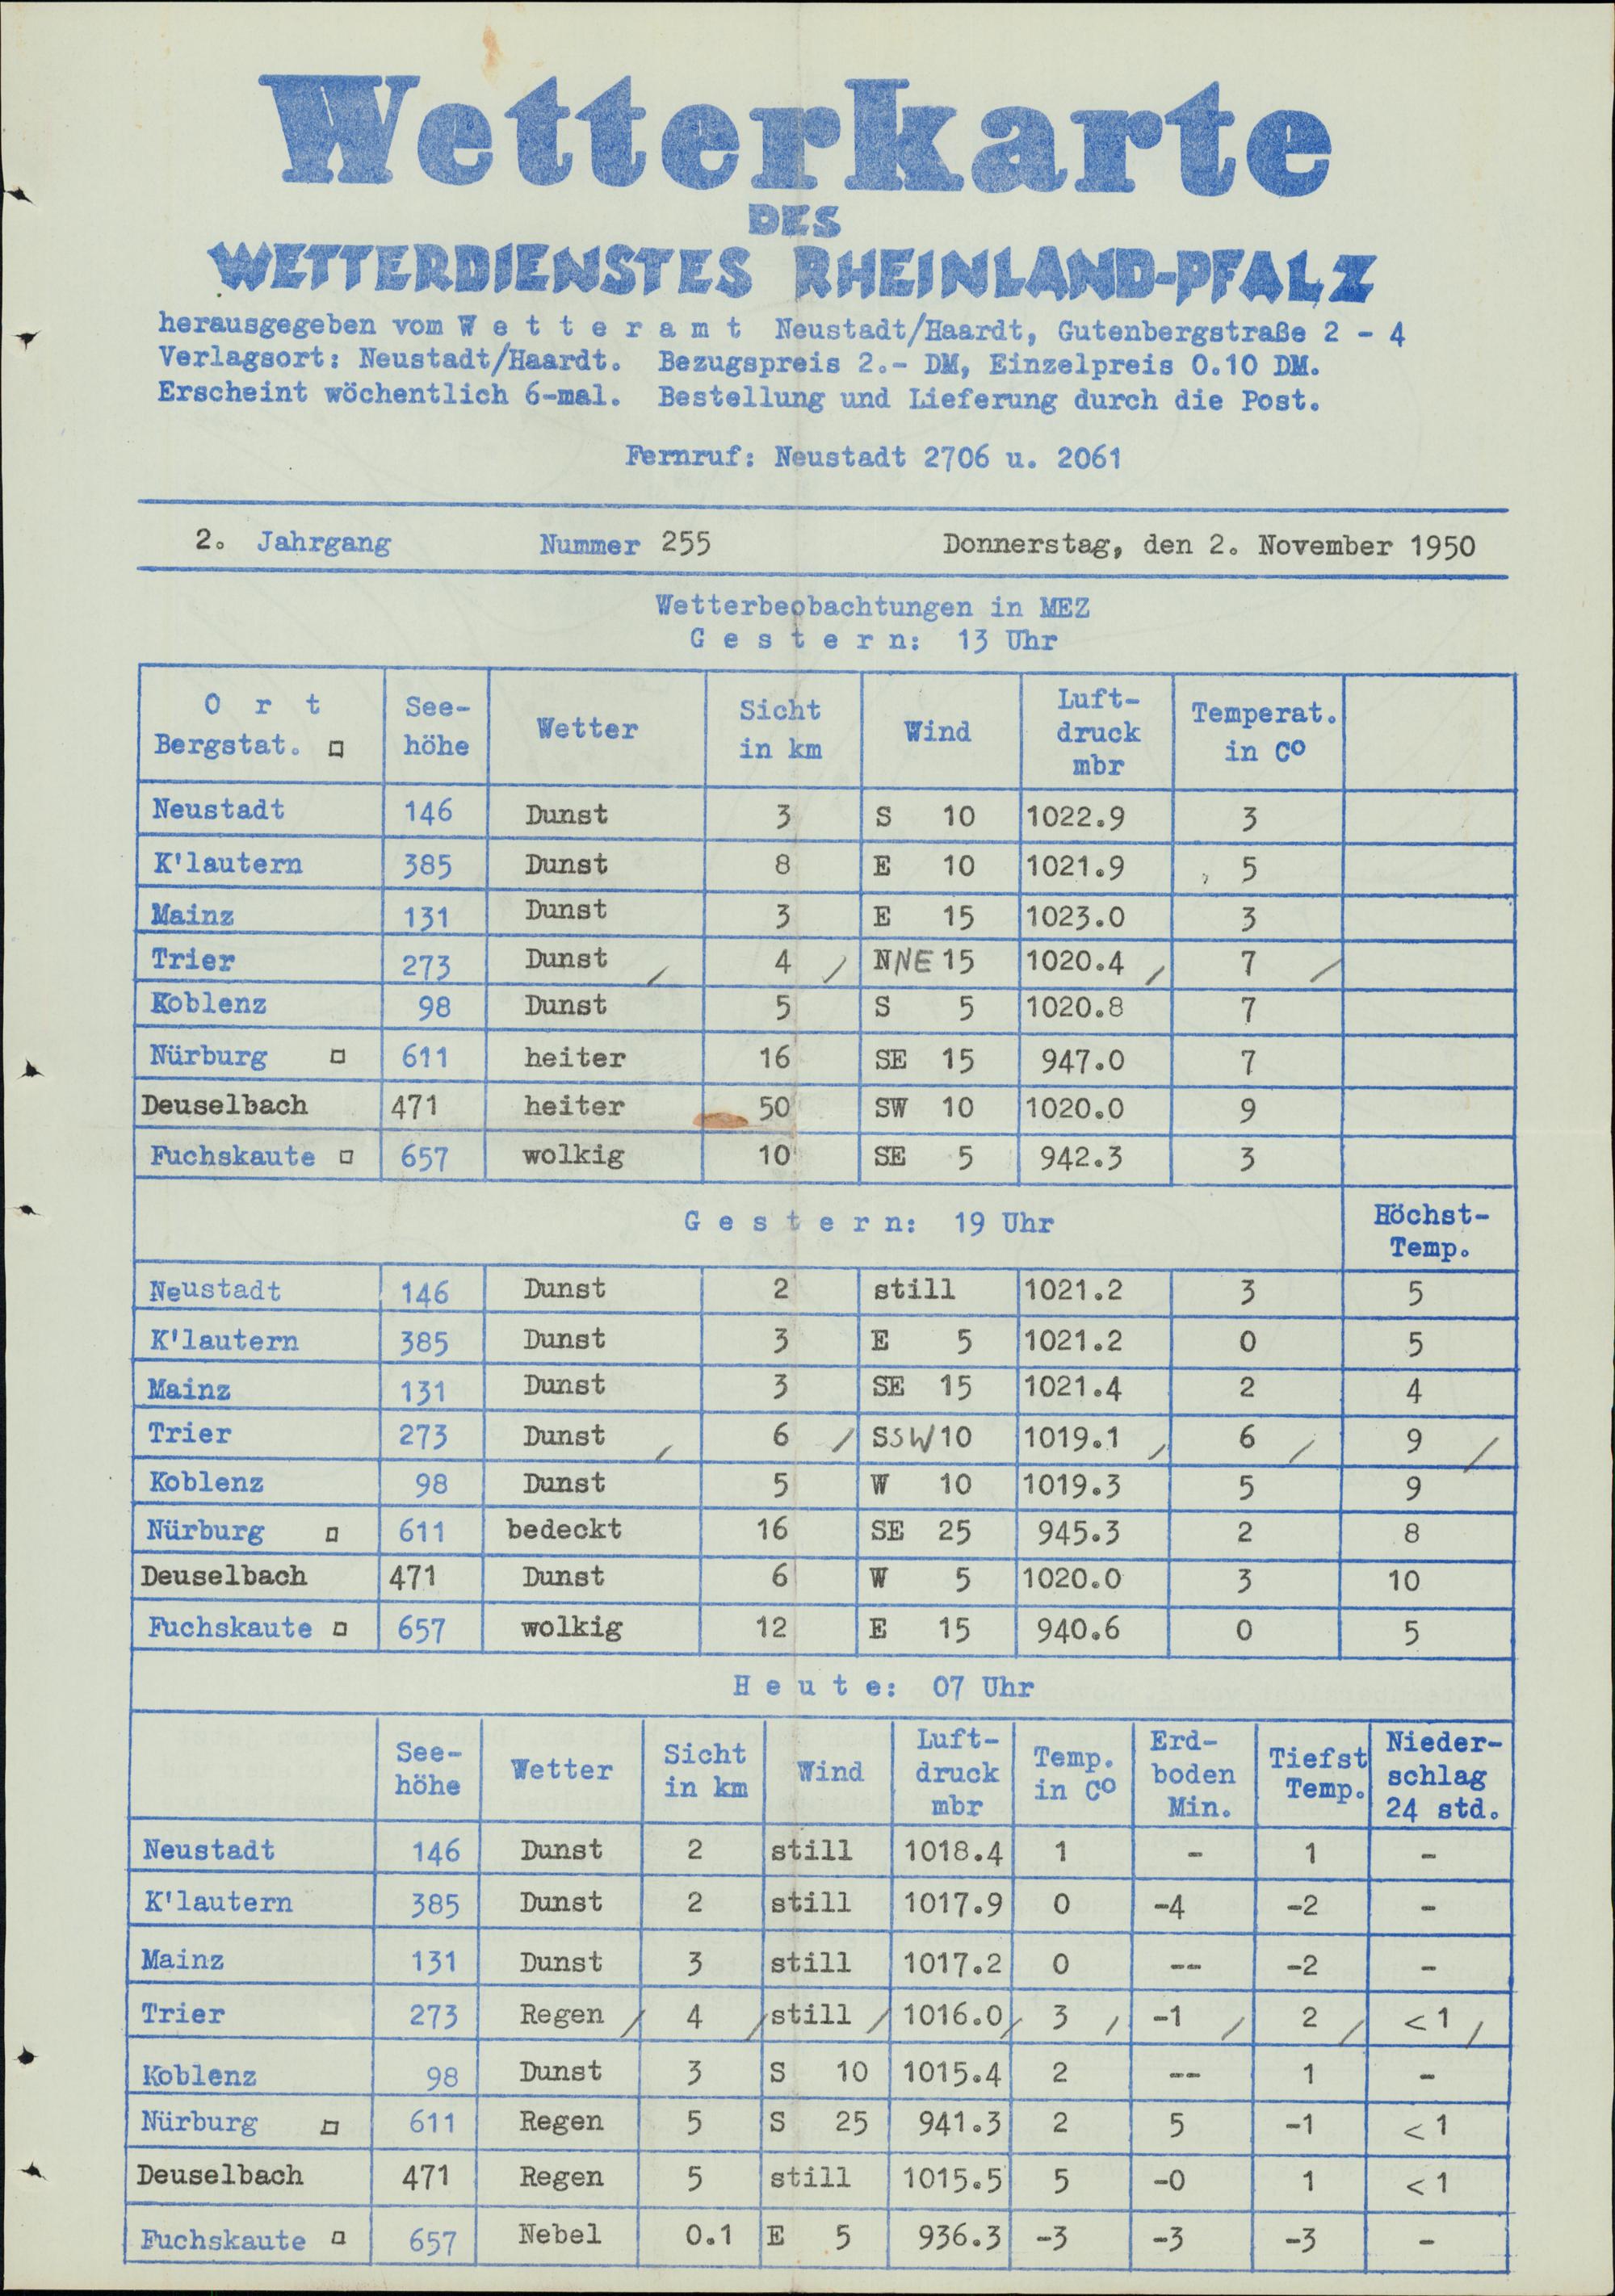 Wetterkarte
DES
WETTERDIENSTES RHEINLAND-PFALZ
herausgegeben vom W e t t e r a m t Neustadt/Haardt, Gutenbergstraße 2 - 4
Verlagsort: Neustadt/Haardt. Bezugspreis 2.- DM, Einzelpreis 0.10 DM.
Erscheint wöchentlich 6-mal. Bestellung und Lieferung durch die Post.
Fernruf: Neustadt 2706 u. 2061
2. Jahrgang Nummer 255 Donnerstag, den 2. November 1950
Wetterbeobachtungen in MEZ
G e s t e r n: 13 Uhr
O r t See- Wetter Sicht Wind Luft- Temperat.
Bergstat. □ höhe in km druck in C°
mbr
Neustadt 146 Dunst 3 S 10 1022.9 3
K'lautern 385 Dunst 8 E 10 1021.9 5
Mainz 131 Dunst 3 E 15 1023.0 3
Trier 273 Dunst / 4 / NNE 15 1020.4 / 7 /
Koblenz 98 Dunst 5 S 5 1020.8 7
Nürburg □ 611 heiter 16 SE 15 947.0 7
Deuselbach 471 heiter 50 SW 10 1020.0 9
Fuchskaute □ 657 wolkig 10 SE 5 942.3 3
G e s t e r n: 19 Uhr Höchst-
Temp.
Neustadt 146 Dunst 2 still 1021.2 3 5
K'lautern 385 Dunst 3 E 5 1021.2 0 5
Mainz 131 Dunst 3 SE 15 1021.4 2 4
Trier 273 Dunst / 6 / SSW 10 1019.1 / 6 / 9 /
Koblenz 98 Dunst 5 W 10 1019.3 5 9
Nürburg □ 611 bedeckt 16 SE 25 945.3 2 8
Deuselbach 471 Dunst 6 W 5 1020.0 3 10
Fuchskaute □ 657 wolkig 12 E 15 940.6 0 5
H e u t e: 07 Uhr
See- Wetter Sicht Wind Luft- Temp. Erd- Tiefst Nieder-
höhe in km druck in C° boden Temp. schlag
mbr Min. 24 std.
Neustadt 146 Dunst 2 still 1018.4 1 - 1 -
K'lautern 385 Dunst 2 still 1017.9 0 -4 -2 -
Mainz 131 Dunst 3 still 1017.2 0 -- -2 -
Trier 273 Regen / 4 / still / 1016.0 / 3 / -1 / 2 / < 1 /
Koblenz 98 Dunst 3 S 10 1015.4 2 -- 1 -
Nürburg □ 611 Regen 5 S 25 941.3 2 5 -1 < 1
Deuselbach 471 Regen 5 still 1015.5 5 -0 1 < 1
Fuchskaute □ 657 Nebel 0.1 E 5 936.3 -3 -3 -3 -